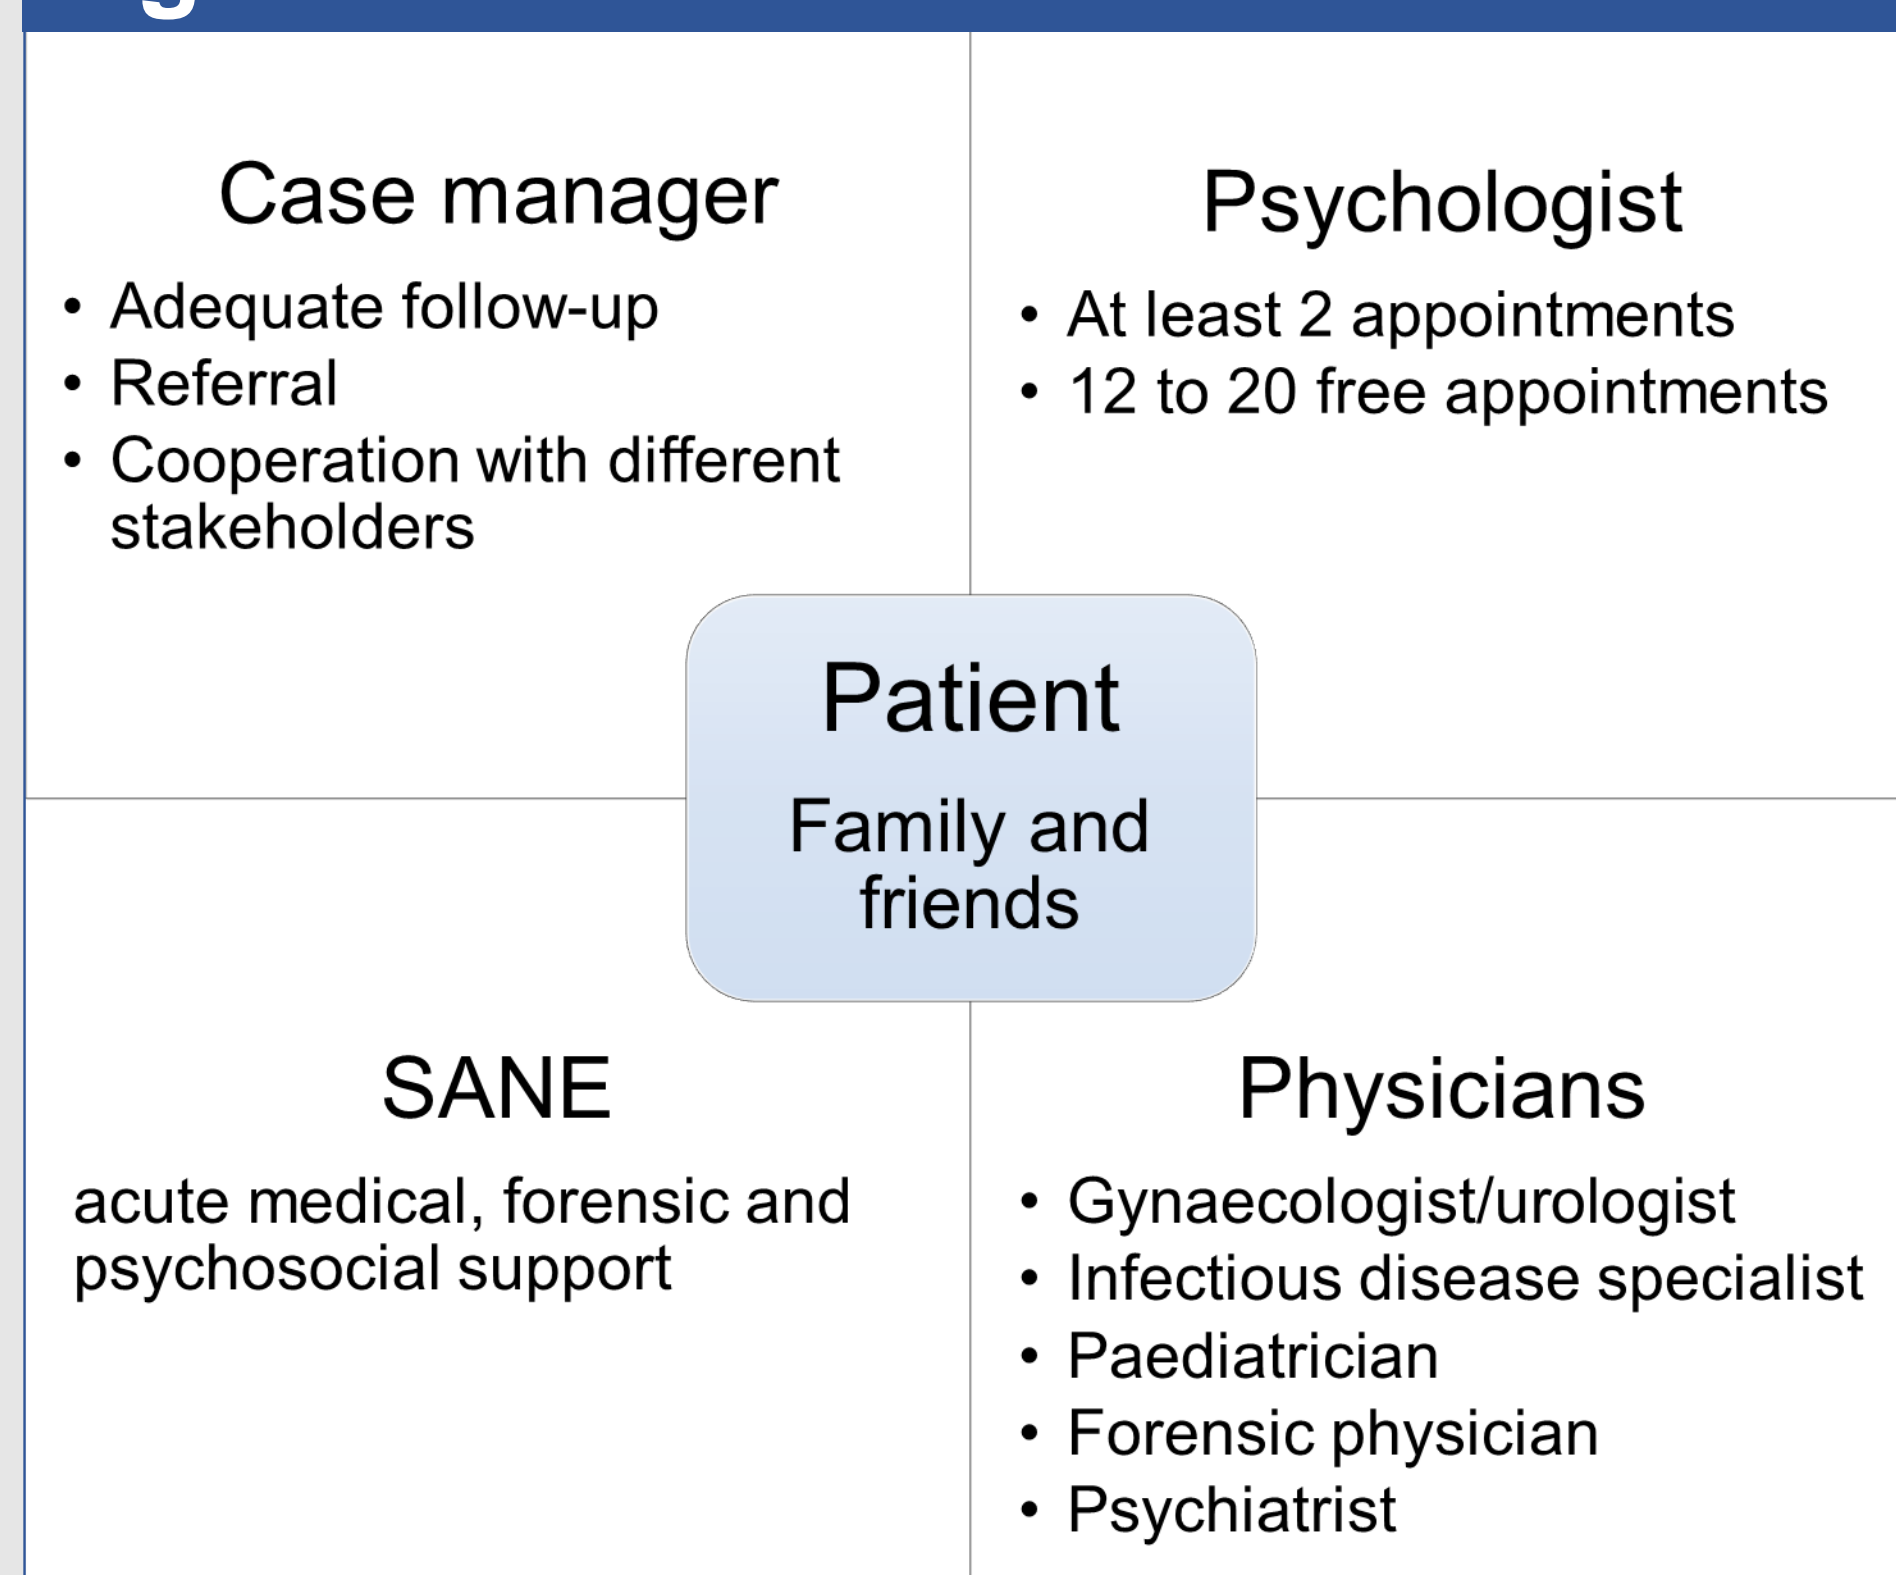 Case manager
• Adequate follow-up
• Referral
• Cooperation with different
stakeholders
Psychologist
• At least 2 appointments
• 12 to 20 free appointments
Patient
Family and
friends
SANE
acute medical, forensic and
psychosocial support
Physicians
• Gynaecologist/urologist
• Infectious disease specialist
• Paediatrician
• Forensic physician
• Psychiatrist